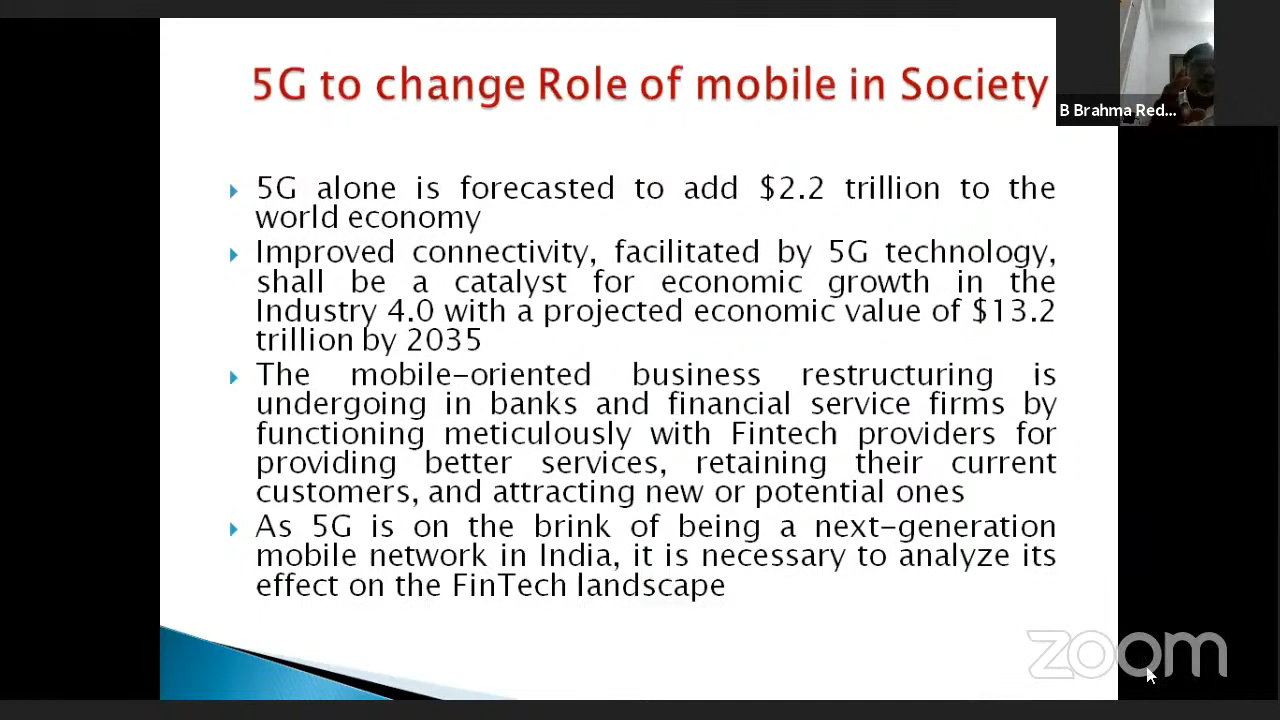 5G to change Role of mobile in Society
B Brahma Red...
5G alone is forecasted to add $2.2 trillion to the
world economy
Improved connectivity, facilitated by 5G technology,
shall be a catalyst for economic growth in the
Industry 4.0 with a projected economic value of $13.2
trillion by 2035
The mobile-oriented business restructuring is
undergoing in banks and financial service firms by
functioning meticulously with Fintech providers for
providing better services, retaining their current
customers, and attracting new or potential ones
As 5G is on the brink of being a next-generation
mobile network in India, it is necessary to analyze its
effect on the FinTech landscape
zoom